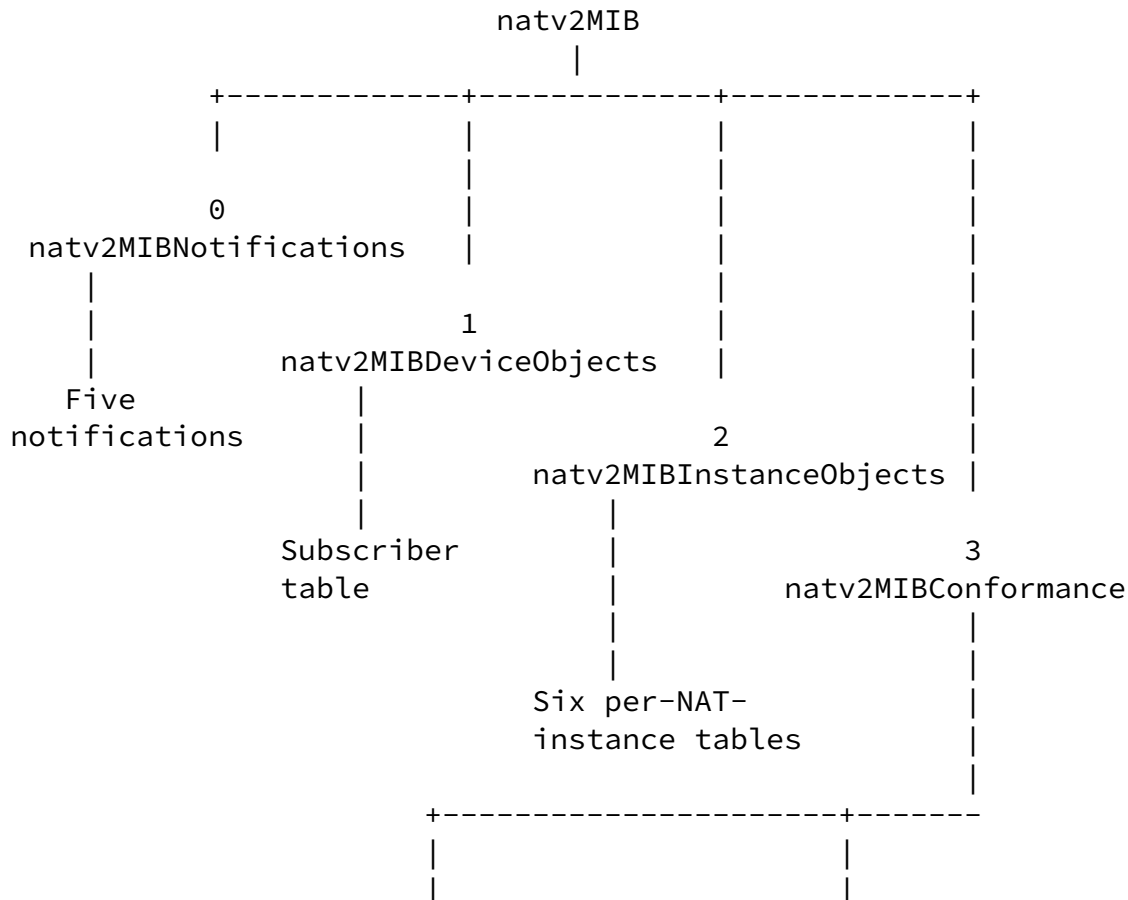 natv2MIB
0
natv2MIBNotifications
1
natv2MIBDeviceObjects
Five
notifications
2
natv2MIBInstanceObjects
Subscriber
table
3
natv2MIBConformance
Six per-NAT-
instance tables